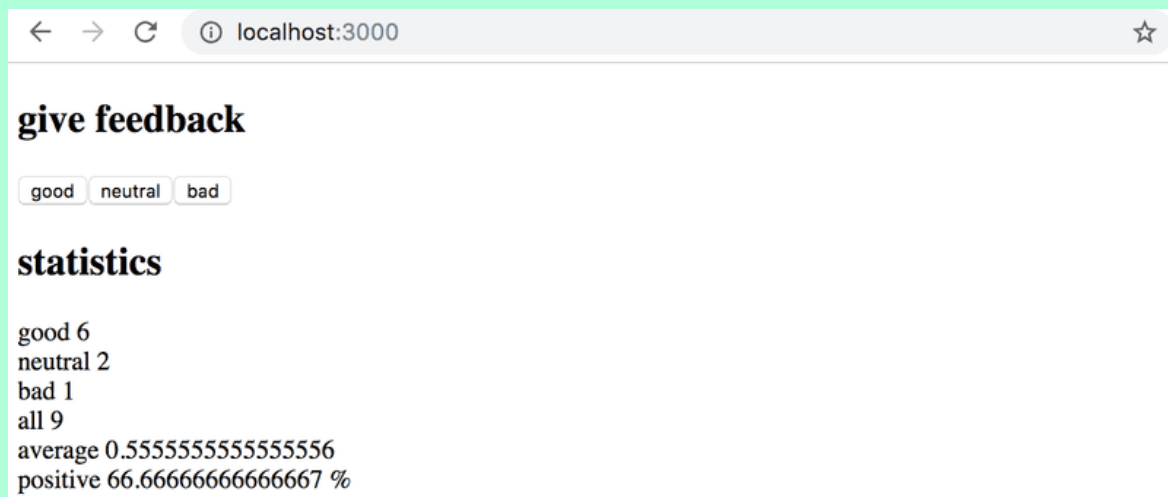 localhost:3000
give feedback
good neutral bad
statistics
good 6
neutral 2
bad 1
all 9
average 0.5555555555555556
positive 66.66666666666667 %